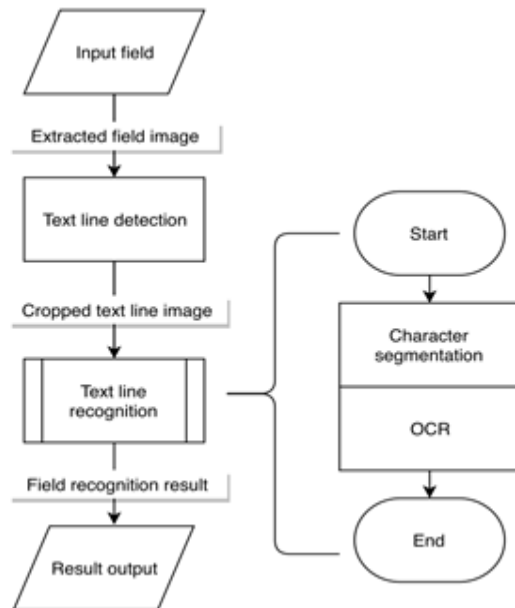 Input field
Extracted field image
Text line detection
Cropped text line image
Text line
recognition
Field recognition result
Result output
Start
Character
segmentation
OCR
End